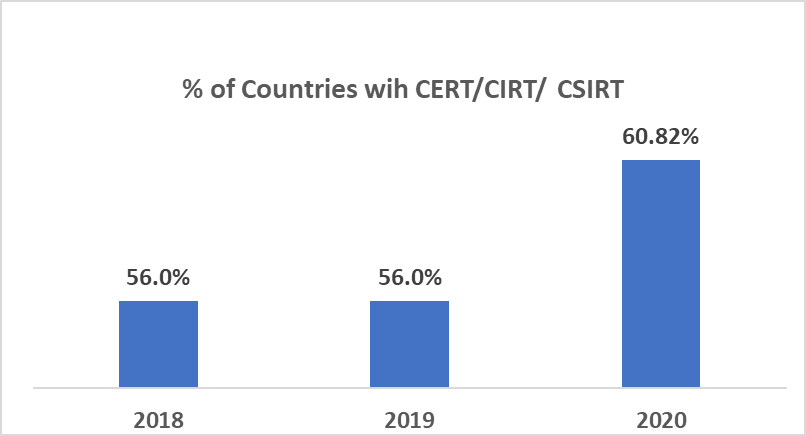 % of Countries wih CERT/CIRT/ CSIRT
60.82%
56.0% 56.0%
2018 2019 2020